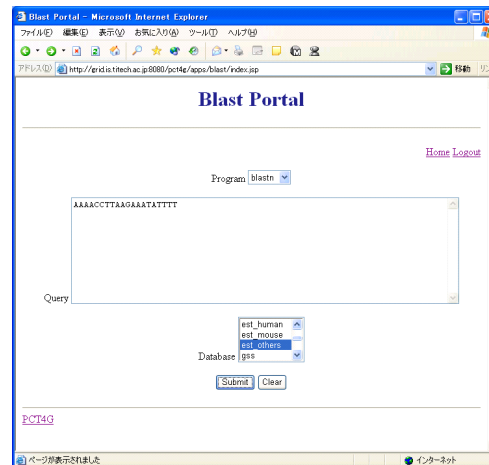 Blast Portal - Microsoft Internet Explorer
ファイル(F) 編集(E) 表示(V) お気に入り(A) ツール(T) ヘルプ(H)
アドレス(D) http://grid.is.titech.ac.jp:8080/pct4g/apps/blast/index.jsp 移動
Blast Portal
Home Logout
Program blastn
AAAACCTTAAGAAATATTTT
Query
est_human
est_mouse
est_others
Database gss
Submit Clear
PCT4G
ページが表示されました インターネット